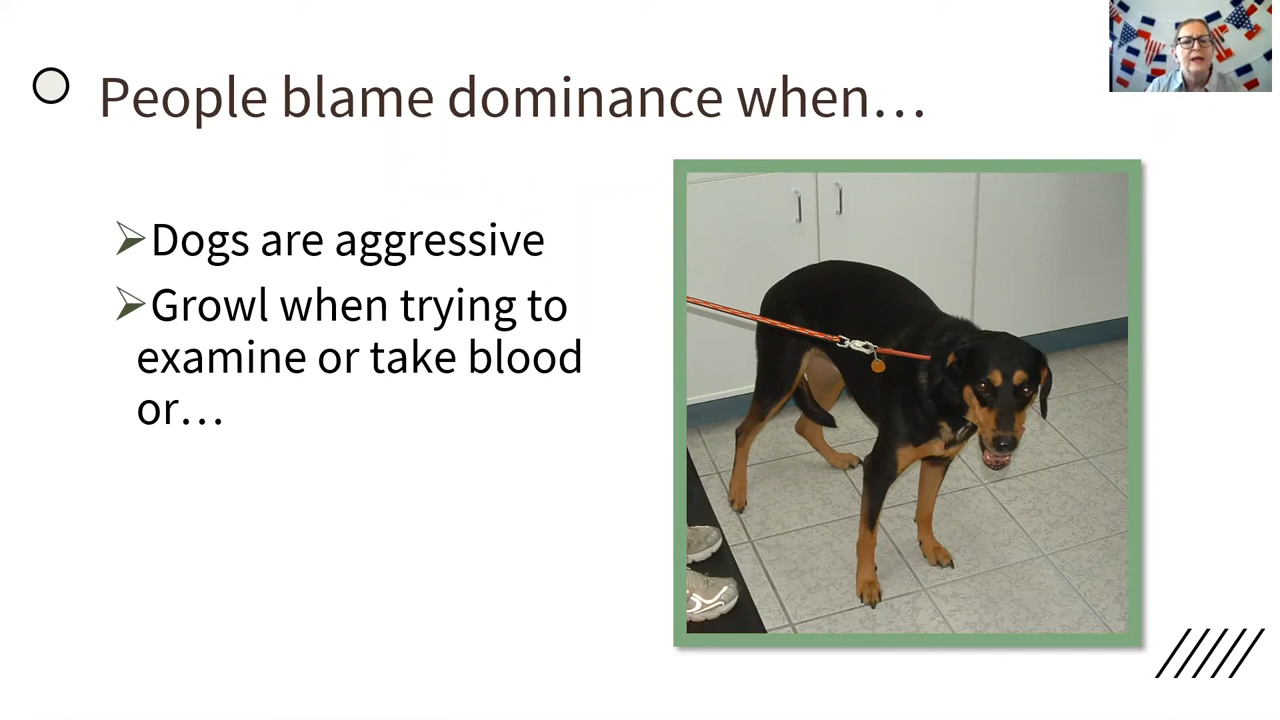 People blame dominance when…
Dogs are aggressive
Growl when trying to
examine or take blood
or…